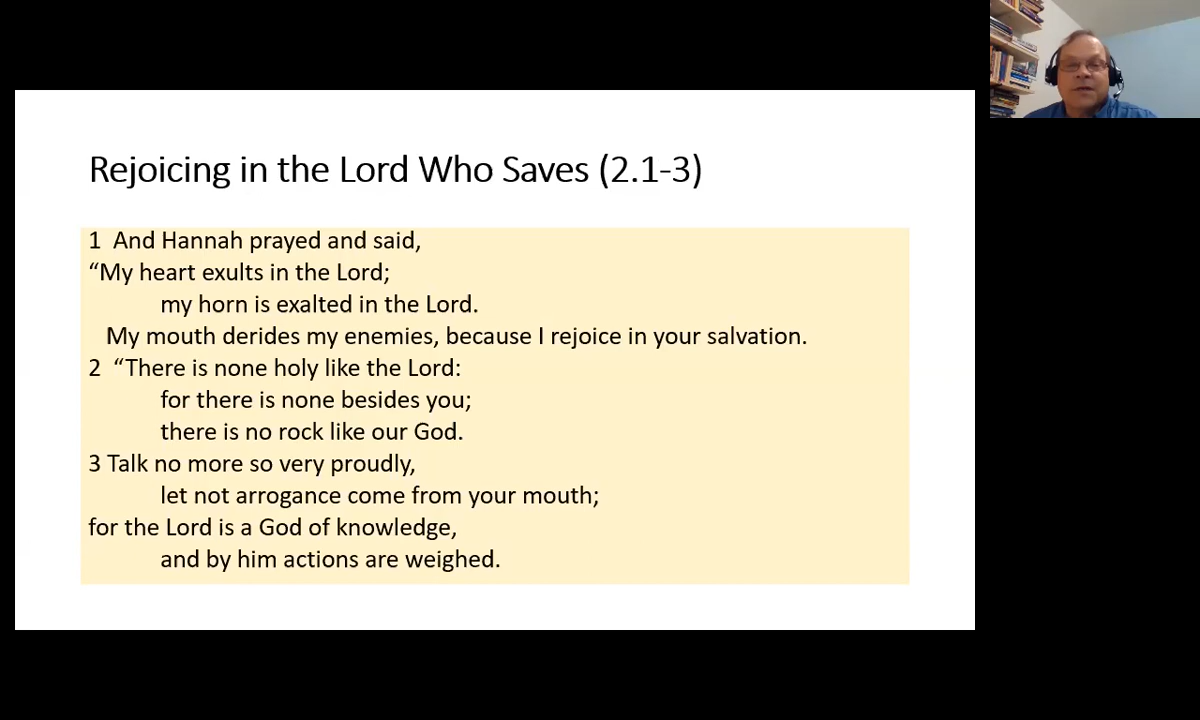 Rejoicing in the Lord Who Saves (2.1-3)
1 And Hannah prayed and said,
“My heart exults in the Lord;
my horn is exalted in the Lord.
My mouth derides my enemies, because I rejoice in your salvation.
2 “There is none holy like the Lord:
for there is none besides you;
there is no rock like our God.
3 Talk no more so very proudly,
let not arrogance come from your mouth;
for the Lord is a God of knowledge,
and by him actions are weighed.